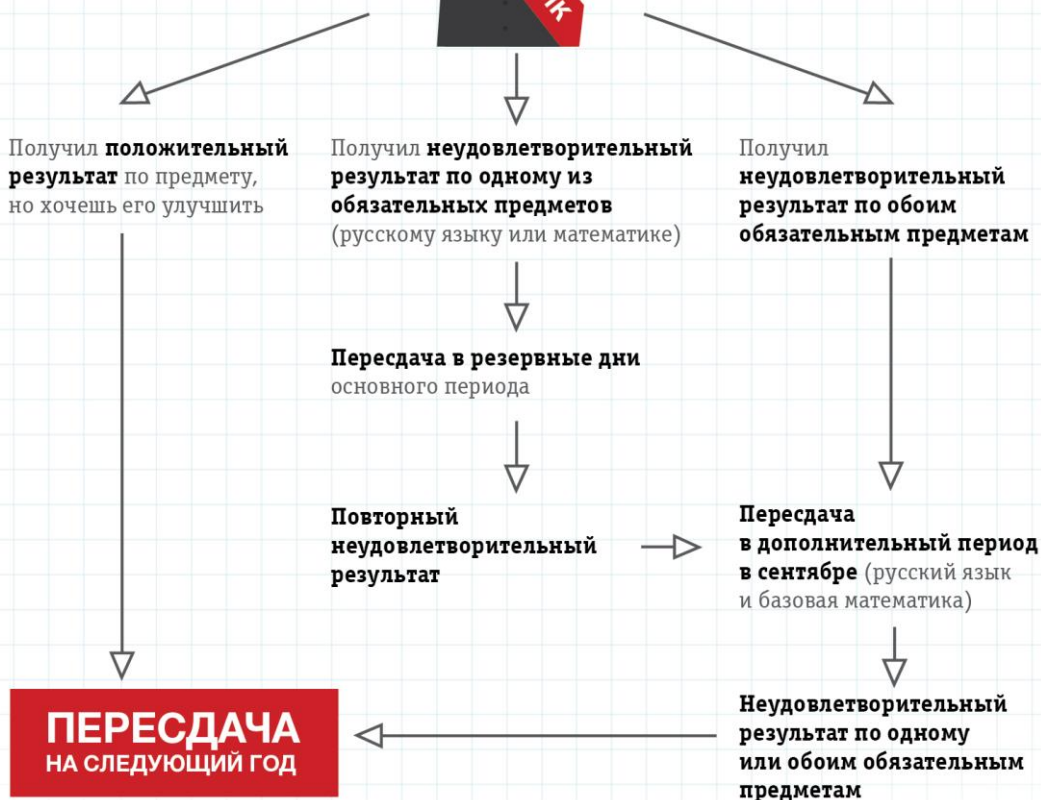 Получил положительный
результат по предмету,
но хочешь его улучшить
Получил неудовлетворительный
результат по одному из
обязательных предметов
(русскому языку или математике)
Получил
неудовлетворительный
результат по обоим
обязательным предметам
Пересдача в резервные дни
основного периода
Повторный
неудовлетворительный
результат
Пересдача
в дополнительный период
в сентябре (русский язык
и базовая математика)
Неудовлетворительный
результат по одному
или обоим обязательным
предметам
ПЕРЕСДАЧА
НА СЛЕДУЮЩИЙ ГОД